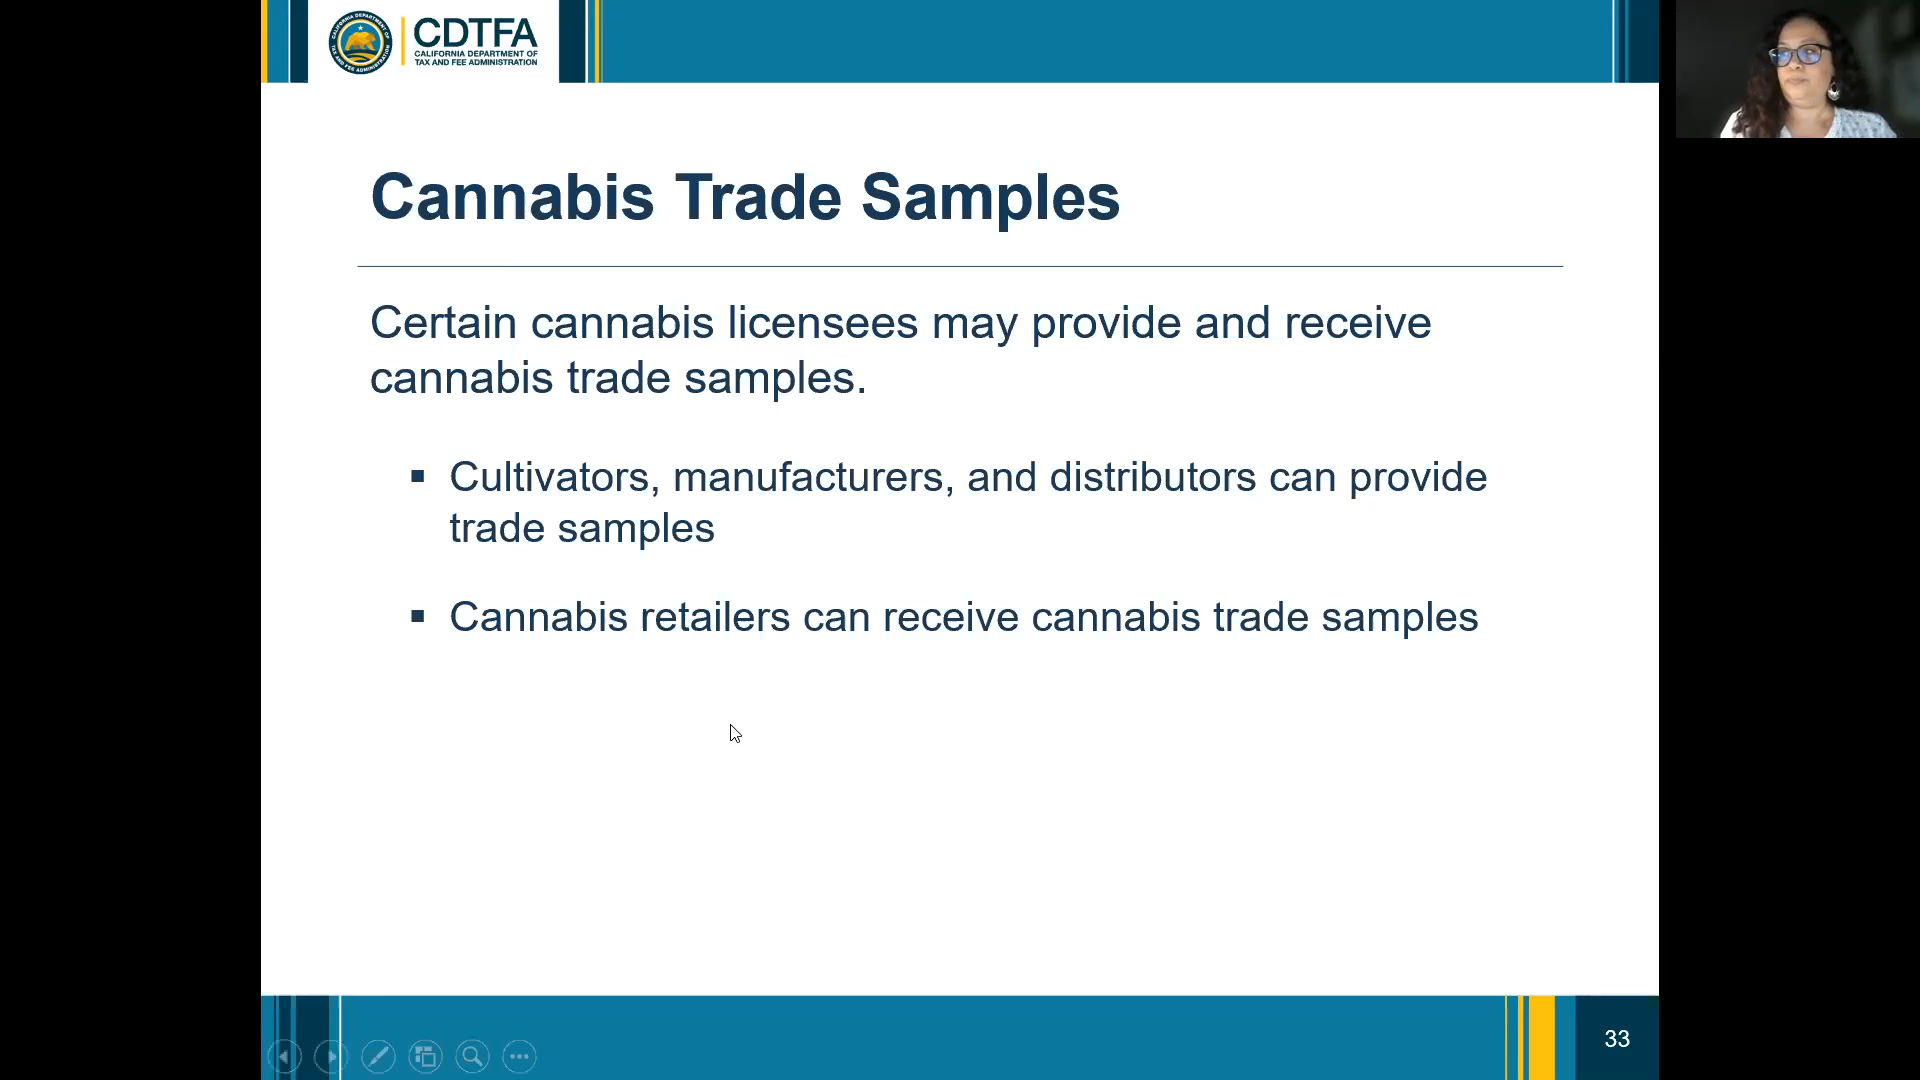 CDTFA
CALIFORNIA DEPARTMENT OF
TAX AND FEE ADMINISTRATION
Cannabis Trade Samples
Certain cannabis licensees may provide and receive
cannabis trade samples.
▪ Cultivators, manufacturers, and distributors can provide
trade samples
▪ Cannabis retailers can receive cannabis trade samples
33